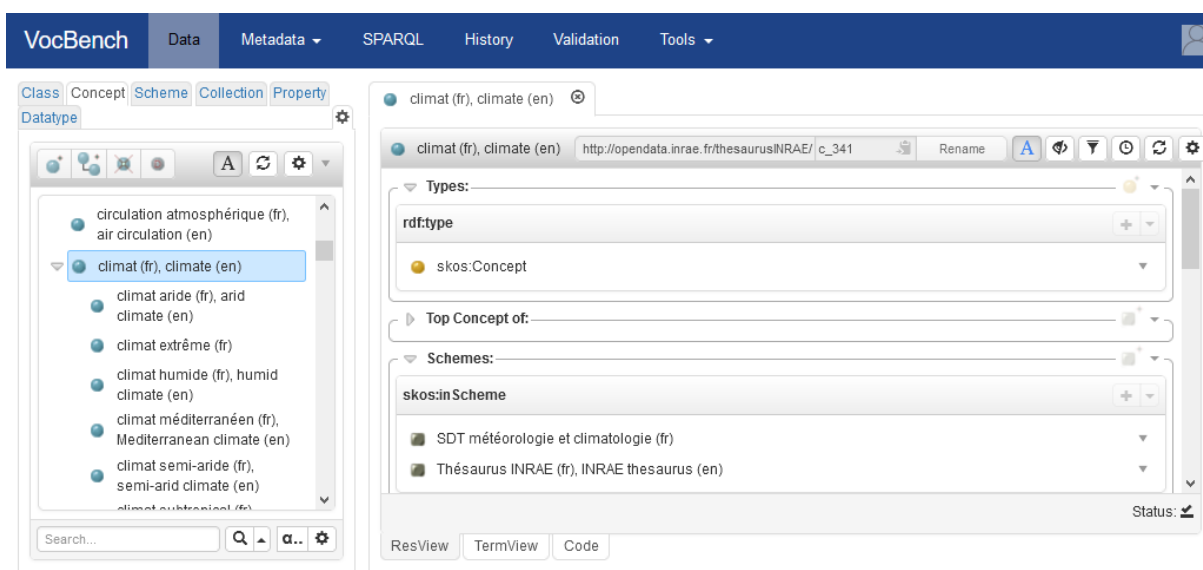 VocBench Data Metadata SPARQL History Validation Tools
Class Concept Scheme Collection Property
Datatype
A
circulation atmosphérique (fr),
air circulation (en)
climat (fr), climate (en)
climat aride (fr), arid
climate (en)
climat extrême (fr)
climat humide (fr), humid
climate (en)
climat méditerranéen (fr),
Mediterranean climate (en)
climat semi-aride (fr),
semi-arid climate (en)
climat subtropical (fr)
Search... α..
climat (fr), climate (en)
climat (fr), climate (en) http://opendata.inrae.fr/thesaurusINRAE/ c_341 Rename A
Types:
rdf:type
skos:Concept
Top Concept of:
Schemes:
skos:inScheme
SDT météorologie et climatologie (fr)
Thésaurus INRAE (fr), INRAE thesaurus (en)
Status:
ResView TermView Code